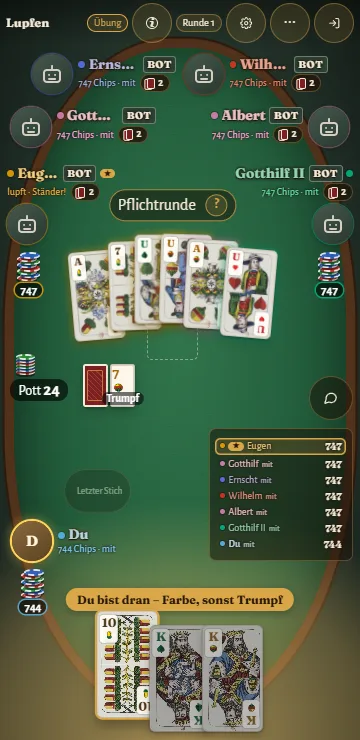 Lupfen
Übung
Runde 1
Erns... BOT
747 Chips · mit 2
Wilh... BOT
747 Chips · mit 2
Gott... BOT
747 Chips · mit 2
Albert BOT
747 Chips · mit 2
Eug... BOT
lupft · Ständer! 2
Gotthilf II BOT
747 Chips · mit 2
Pflichtrunde ?
A 7 U U A U
747
747
Pott 24
7
Trumpf
Eugen 747
Gotthilf mit 747
Ernscht mit 747
Wilhelm mit 747
Albert mit 747
Gotthilf II mit 747
Du mit 744
Letzter Stich
D
Du
744 Chips · mit
744
Du bist dran – Farbe, sonst Trumpf
10 K K